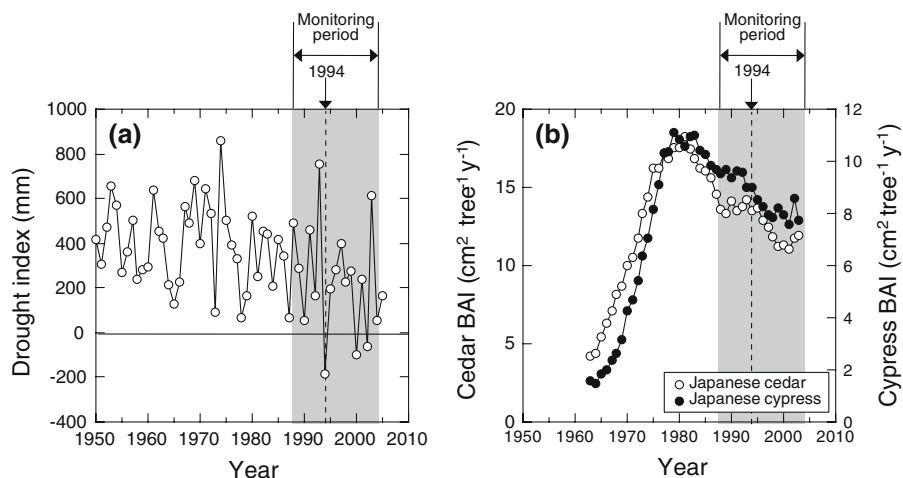 Monitoring
period
1994
(a)
Drought index (mm)
1000
800
600
400
200
0
-200
-400
1950 1960 1970 1980 1990 2000 2010
Year
Monitoring
period
1994
(b)
Cedar BAI (cm² tree⁻¹ y⁻¹)
20
15
10
5
0
Cypress BAI (cm² tree⁻¹ y⁻¹)
12
10
8
6
4
2
0
Japanese cedar
Japanese cypress
1950 1960 1970 1980 1990 2000 2010
Year